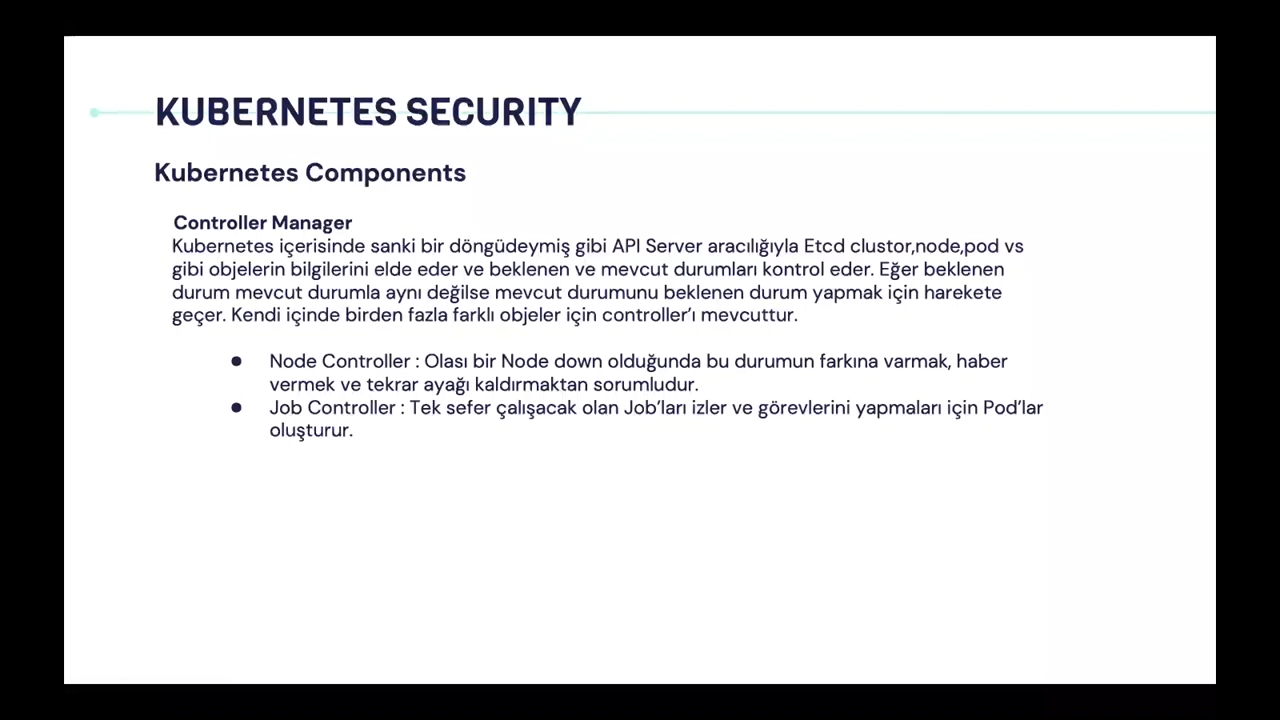 KUBERNETES SECURITY
Kubernetes Components
Controller Manager
Kubernetes içerisinde sanki bir döngüdeymiş gibi API Server aracılığıyla Etcd clustor,node,pod vs
gibi objelerin bilgilerini elde eder ve beklenen ve mevcut durumları kontrol eder. Eğer beklenen
durum mevcut durumla aynı değilse mevcut durumunu beklenen durum yapmak için harekete
geçer. Kendi içinde birden fazla farklı objeler için controller’ı mevcuttur.
● Node Controller : Olası bir Node down olduğunda bu durumun farkına varmak, haber
vermek ve tekrar ayağı kaldırmaktan sorumludur.
● Job Controller : Tek sefer çalışacak olan Job’ları izler ve görevlerini yapmaları için Pod’lar
oluşturur.